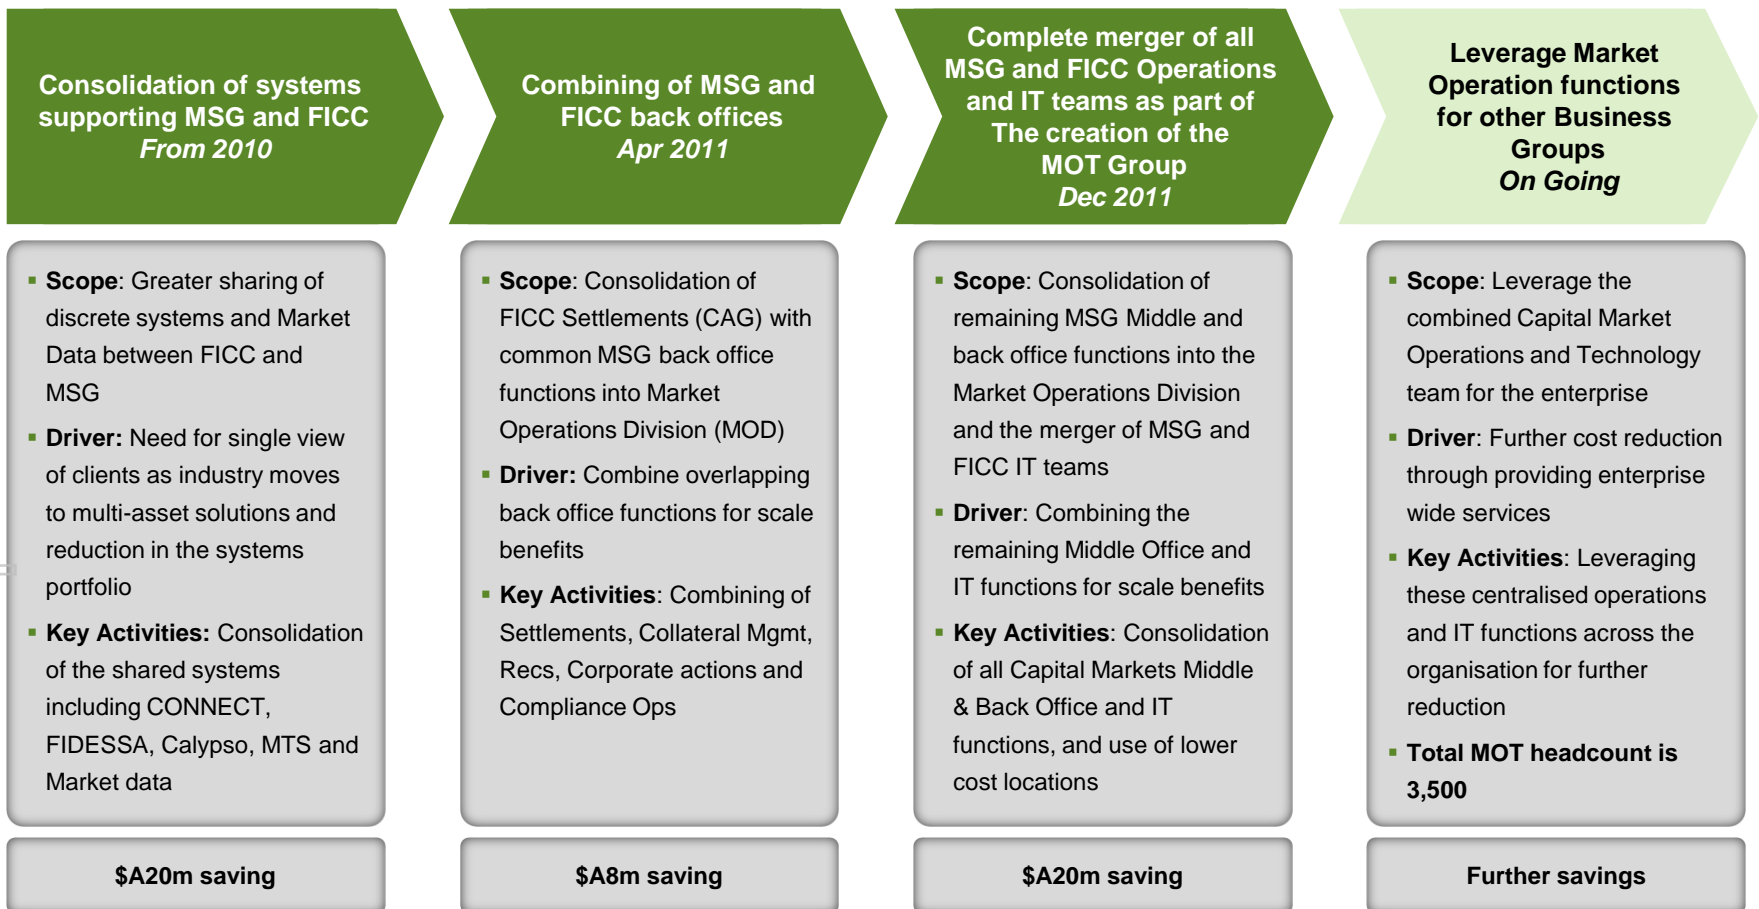 Consolidation of systems
supporting MSG and FICC
From 2010
Combining of MSG and
FICC back offices
Apr 2011
Complete merger of all
MSG and FICC Operations
and IT teams as part of
The creation of the
MOT Group
Dec 2011
Leverage Market
Operation functions
for other Business
Groups
On Going
▪ Scope: Greater sharing of
discrete systems and Market
Data between FICC and
MSG
▪ Driver: Need for single view
of clients as industry moves
to multi-asset solutions and
reduction in the systems
portfolio
▪ Key Activities: Consolidation
of the shared systems
including CONNECT,
FIDESSA, Calypso, MTS and
Market data
▪ Scope: Consolidation of
FICC Settlements (CAG) with
common MSG back office
functions into Market
Operations Division (MOD)
▪ Driver: Combine overlapping
back office functions for scale
benefits
▪ Key Activities: Combining of
Settlements, Collateral Mgmt,
Recs, Corporate actions and
Compliance Ops
▪ Scope: Consolidation of
remaining MSG Middle and
back office functions into the
Market Operations Division
and the merger of MSG and
FICC IT teams
▪ Driver: Combining the
remaining Middle Office and
IT functions for scale benefits
▪ Key Activities: Consolidation
of all Capital Markets Middle
& Back Office and IT
functions, and use of lower
cost locations
▪ Scope: Leverage the
combined Capital Market
Operations and Technology
team for the enterprise
▪ Driver: Further cost reduction
through providing enterprise
wide services
▪ Key Activities: Leveraging
these centralised operations
and IT functions across the
organisation for further
reduction
▪ Total MOT headcount is
3,500
$A20m saving
$A8m saving
$A20m saving
Further savings